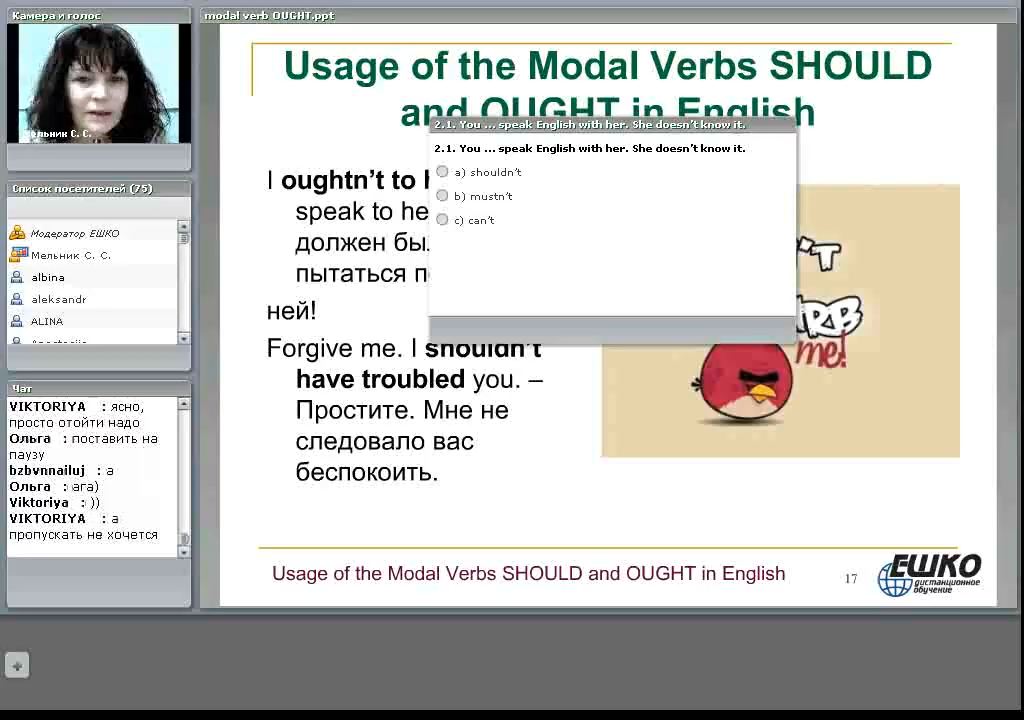 Камера и голос
Мельник С. С.
Список посетителей (75)
Модератор ЕШКО
Мельник С. С.
albina
aleksandr
ALINA
Чат
VIKTORIYA : ясно,
просто отойти надо
Ольга : поставить на
паузу
bzbvnnailuj : а
Ольга : ага)
Viktoriya : ))
VIKTORIYA : а
пропускать не хочется
modal verb OUGHT.ppt
Usage of the Modal Verbs SHOULD
and OUGHT in English
2.1. You ... speak English with her. She doesn't know it.
2.1. You ... speak English with her. She doesn't know it.
a) shouldn't
b) mustn't
c) can't
I oughtn't to
speak to he
должен бы
пытаться п
ней!
Forgive me. I shouldn't
have troubled you. –
Простите. Мне не
следовало вас
беспокоить.
me!
Usage of the Modal Verbs SHOULD and OUGHT in English
17
ЕШКО
дистанционное
обучение